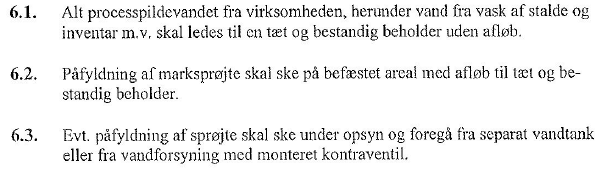 6.1. Alt processpildevandet fra virksomheden, herunder vand fra vask af stalde og
inventar m.v. skal ledes til en tæt og bestandig beholder uden afløb.
6.2. Påfyldning af marksprøjte skal ske på befæstet areal med afløb til tæt og be-
standig beholder.
6.3. Evt. påfyldning af sprøjte skal ske under opsyn og foregå fra separat vandtank
eller fra vandforsyning med monteret kontraventil.